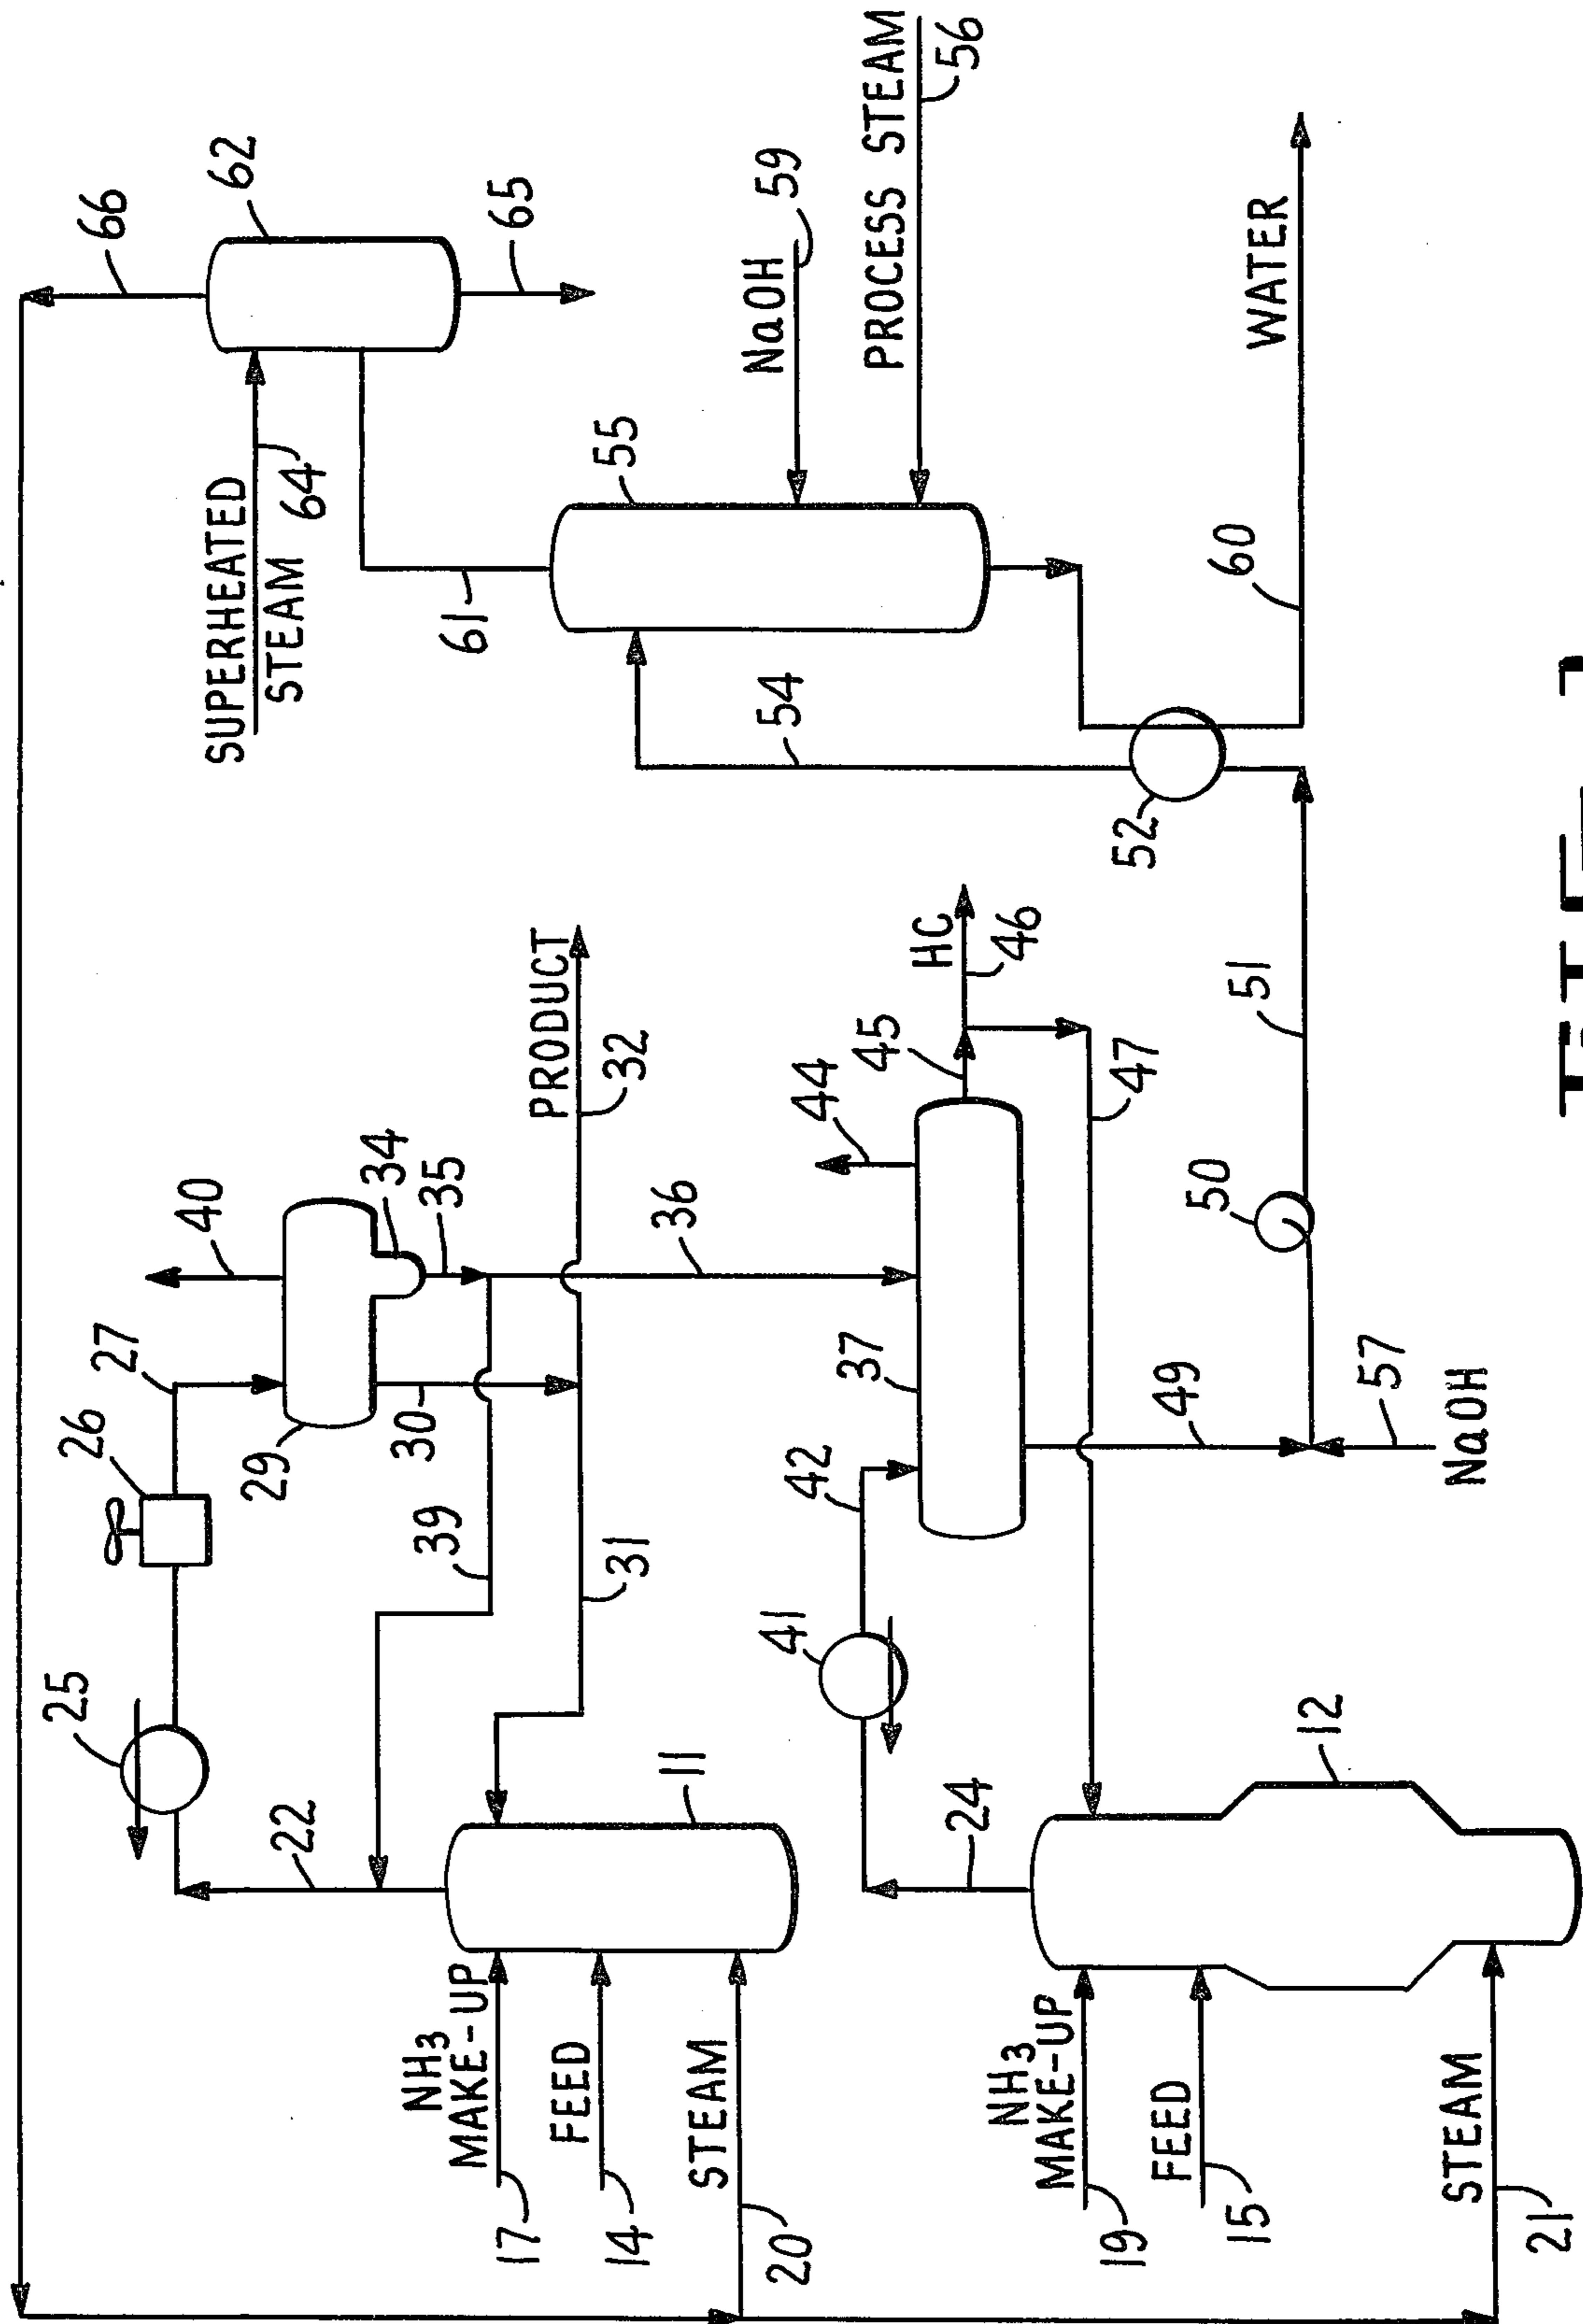 25
26
27
66
40
62
SUPERHEATED
STEAM
64
22
29
34
30
35
65
NH3
MAKE-UP
17
39
61
FEED
14
11
31
PRODUCT
32
55
STEAM
20
41
42
37
36
44
54
NaOH
59
45
HC
46
PROCESS STEAM
56
24
NH3
MAKE-UP
19
47
52
FEED
15
49
50
51
60
WATER
12
57
NaOH
STEAM
21